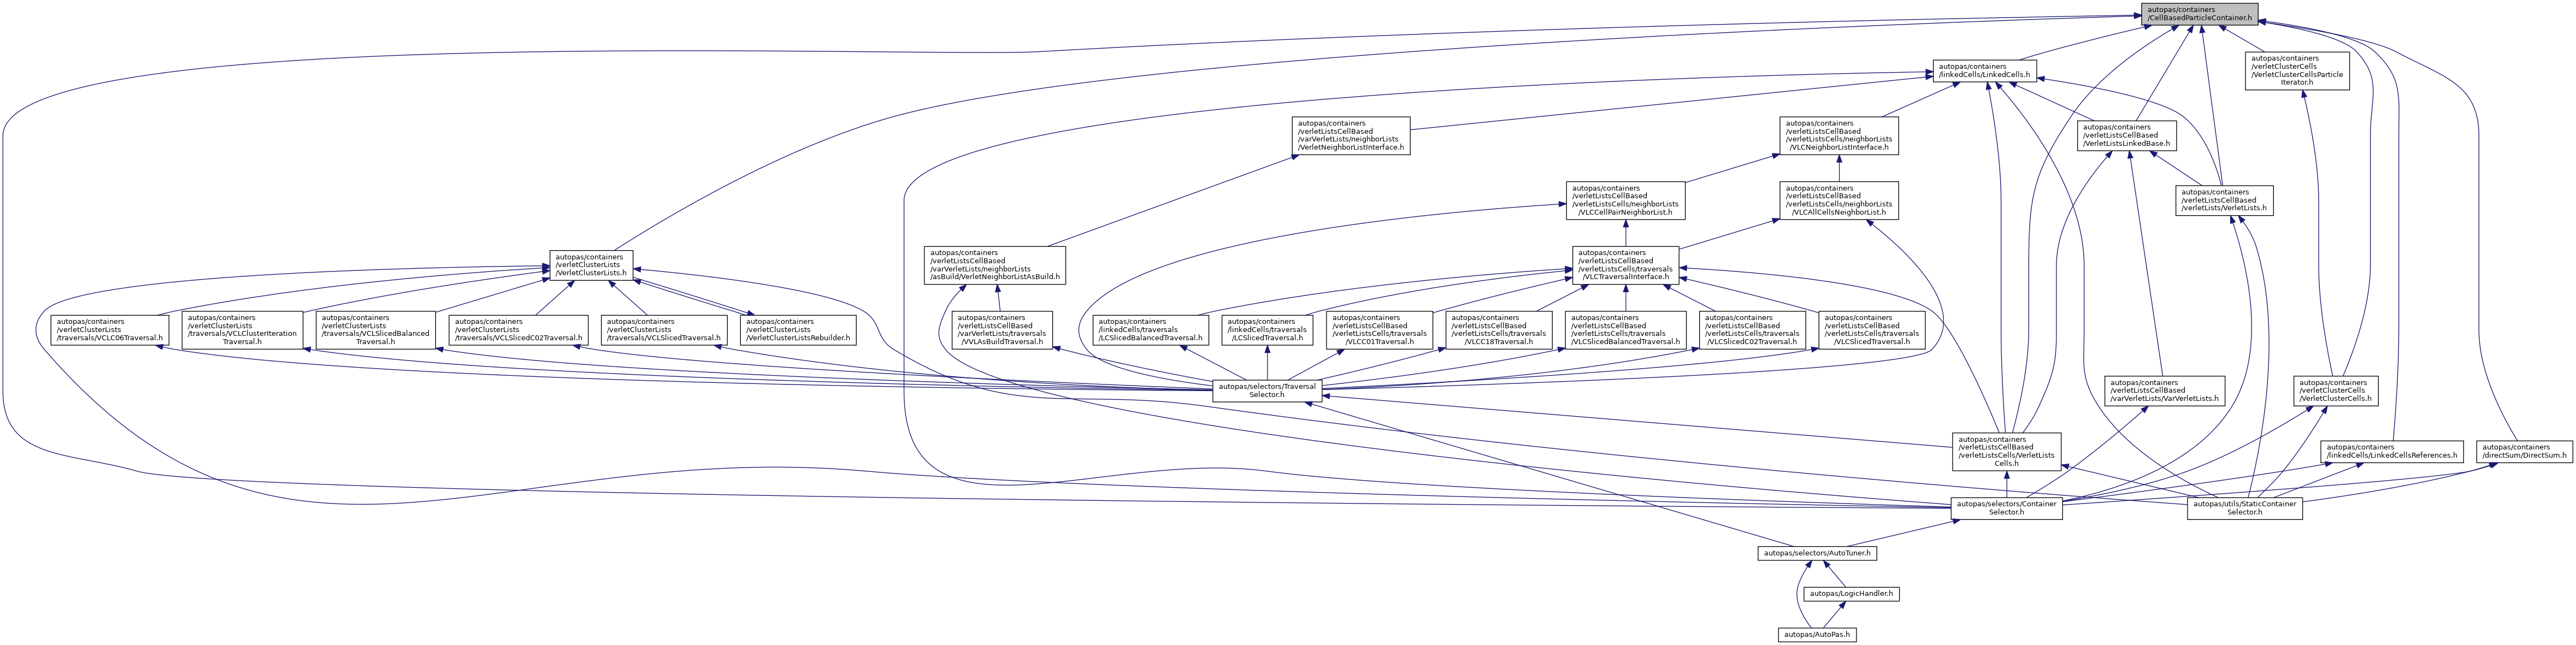 autopas/containers
/CellBasedParticleContainer.h
autopas/containers
/verletClusterCells
/VerletClusterCellsParticle
Iterator.h
autopas/containers
/linkedCells/LinkedCells.h
autopas/containers
/verletListsCellBased
/varVerletLists/neighborLists
/VerletNeighborListInterface.h
autopas/containers
/verletListsCellBased
/verletListsCells/neighborLists
/VLCNeighborListInterface.h
autopas/containers
/verletListsCellBased
/VerletListsLinkedBase.h
autopas/containers
/verletListsCellBased
/verletListsCells/neighborLists
/VLCCellPairNeighborList.h
autopas/containers
/verletListsCellBased
/verletListsCells/neighborLists
/VLCAllCellsNeighborList.h
autopas/containers
/verletListsCellBased
/verletLists/VerletLists.h
autopas/containers
/verletClusterLists
/VerletClusterLists.h
autopas/containers
/verletListsCellBased
/varVerletLists/neighborLists
/asBuild/VerletNeighborListAsBuild.h
autopas/containers
/verletListsCellBased
/verletListsCells/traversals
/VLCTraversalInterface.h
autopas/containers
/verletClusterLists
/traversals/VCLC06Traversal.h
autopas/containers
/verletClusterLists
/traversals/VCLClusterIteration
Traversal.h
autopas/containers
/verletClusterLists
/traversals/VCLSlicedBalanced
Traversal.h
autopas/containers
/verletClusterLists
/traversals/VCLSlicedC02Traversal.h
autopas/containers
/verletClusterLists
/traversals/VCLSlicedTraversal.h
autopas/containers
/verletClusterLists
/VerletClusterListsRebuilder.h
autopas/containers
/verletListsCellBased
/varVerletLists/traversals
/VVLAsBuildTraversal.h
autopas/containers
/linkedCells/traversals
/LCSlicedBalancedTraversal.h
autopas/containers
/linkedCells/traversals
/LCSlicedTraversal.h
autopas/containers
/verletListsCellBased
/verletListsCells/traversals
/VLCC01Traversal.h
autopas/containers
/verletListsCellBased
/verletListsCells/traversals
/VLCC18Traversal.h
autopas/containers
/verletListsCellBased
/verletListsCells/traversals
/VLCSlicedBalancedTraversal.h
autopas/containers
/verletListsCellBased
/verletListsCells/traversals
/VLCSlicedC02Traversal.h
autopas/containers
/verletListsCellBased
/verletListsCells/traversals
/VLCSlicedTraversal.h
autopas/selectors/Traversal
Selector.h
autopas/containers
/verletListsCellBased
/varVerletLists/VarVerletLists.h
autopas/containers
/verletClusterCells
/VerletClusterCells.h
autopas/containers
/verletListsCellBased
/verletListsCells/VerletLists
Cells.h
autopas/containers
/linkedCells/LinkedCellsReferences.h
autopas/containers
/directSum/DirectSum.h
autopas/selectors/Container
Selector.h
autopas/utils/StaticContainer
Selector.h
autopas/selectors/AutoTuner.h
autopas/LogicHandler.h
autopas/AutoPas.h